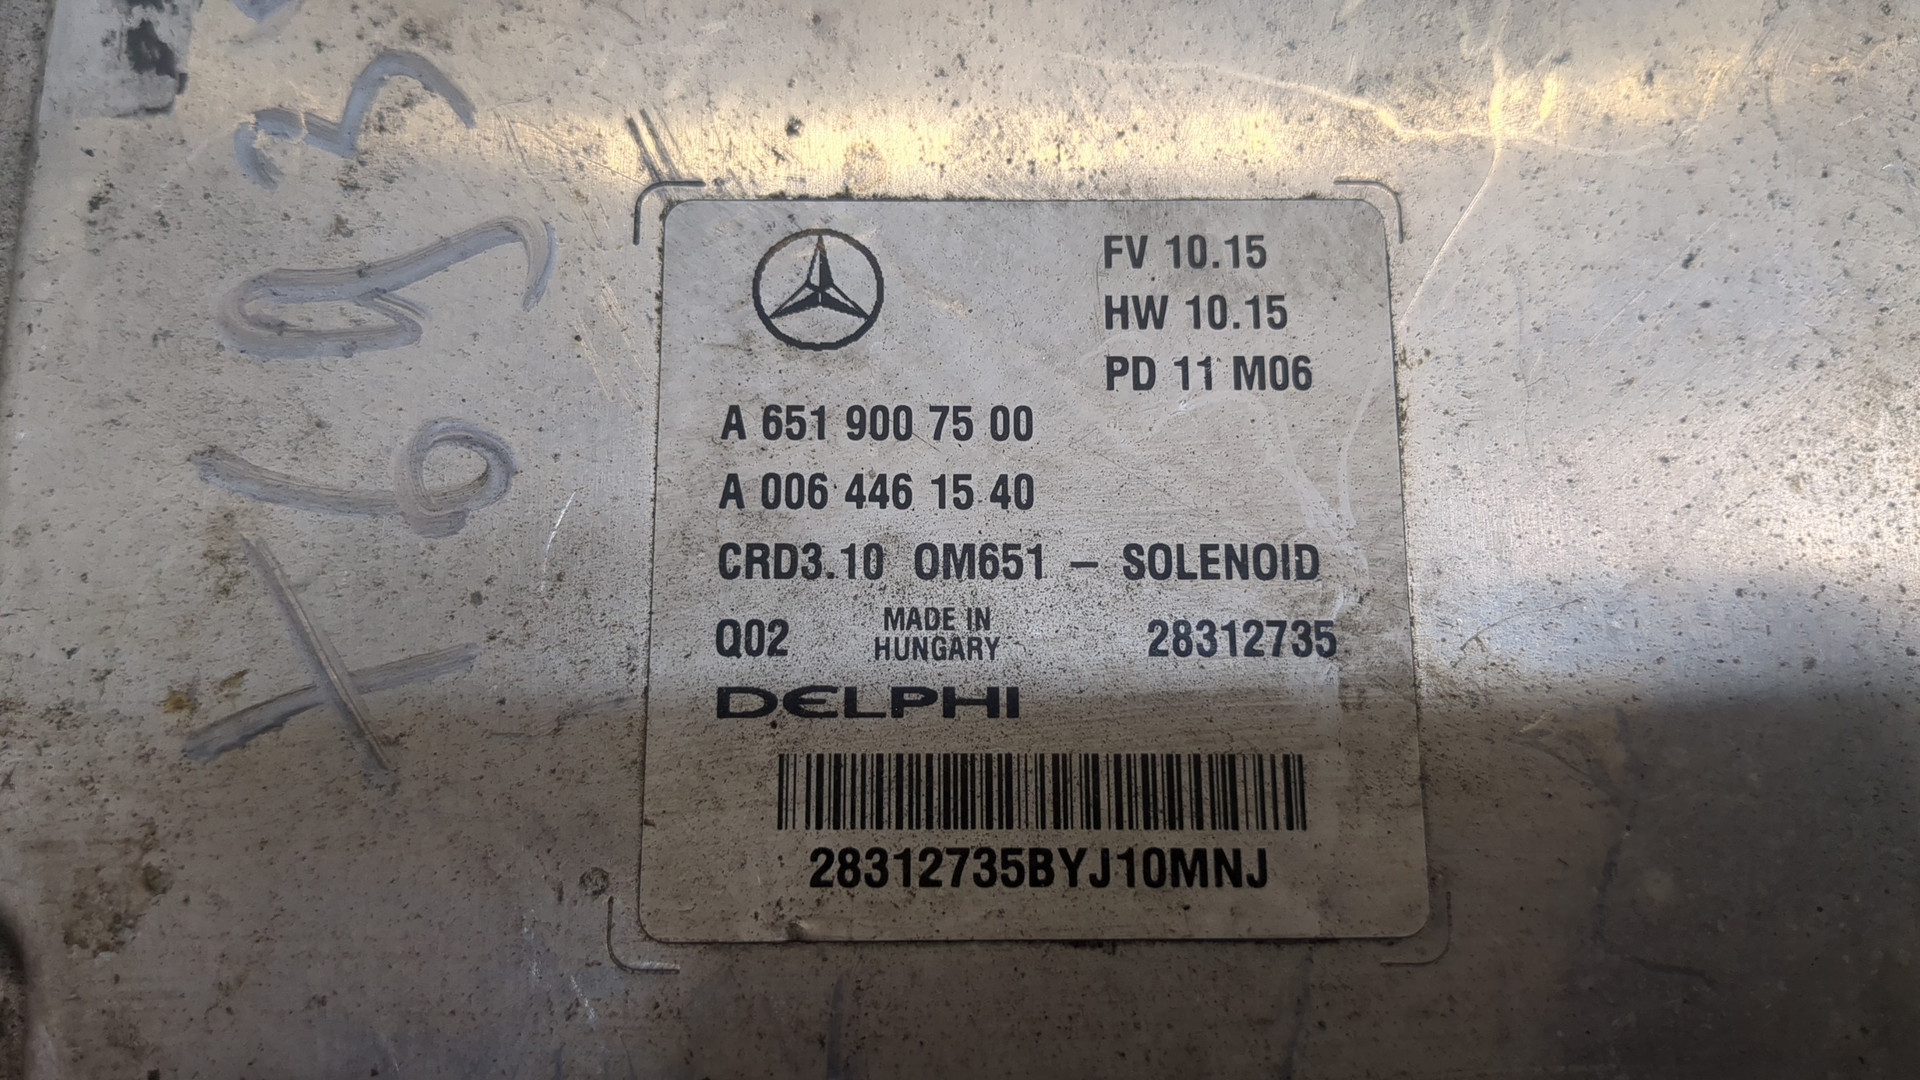 FV 10.15
HW 10.15
PD 11 M06
A 651 900 75 00
A 006 446 15 40
CRD3.10 OM651 – SOLENOID
Q02 MADE IN HUNGARY 28312735
DELPHI
28312735BYJ10MNJ